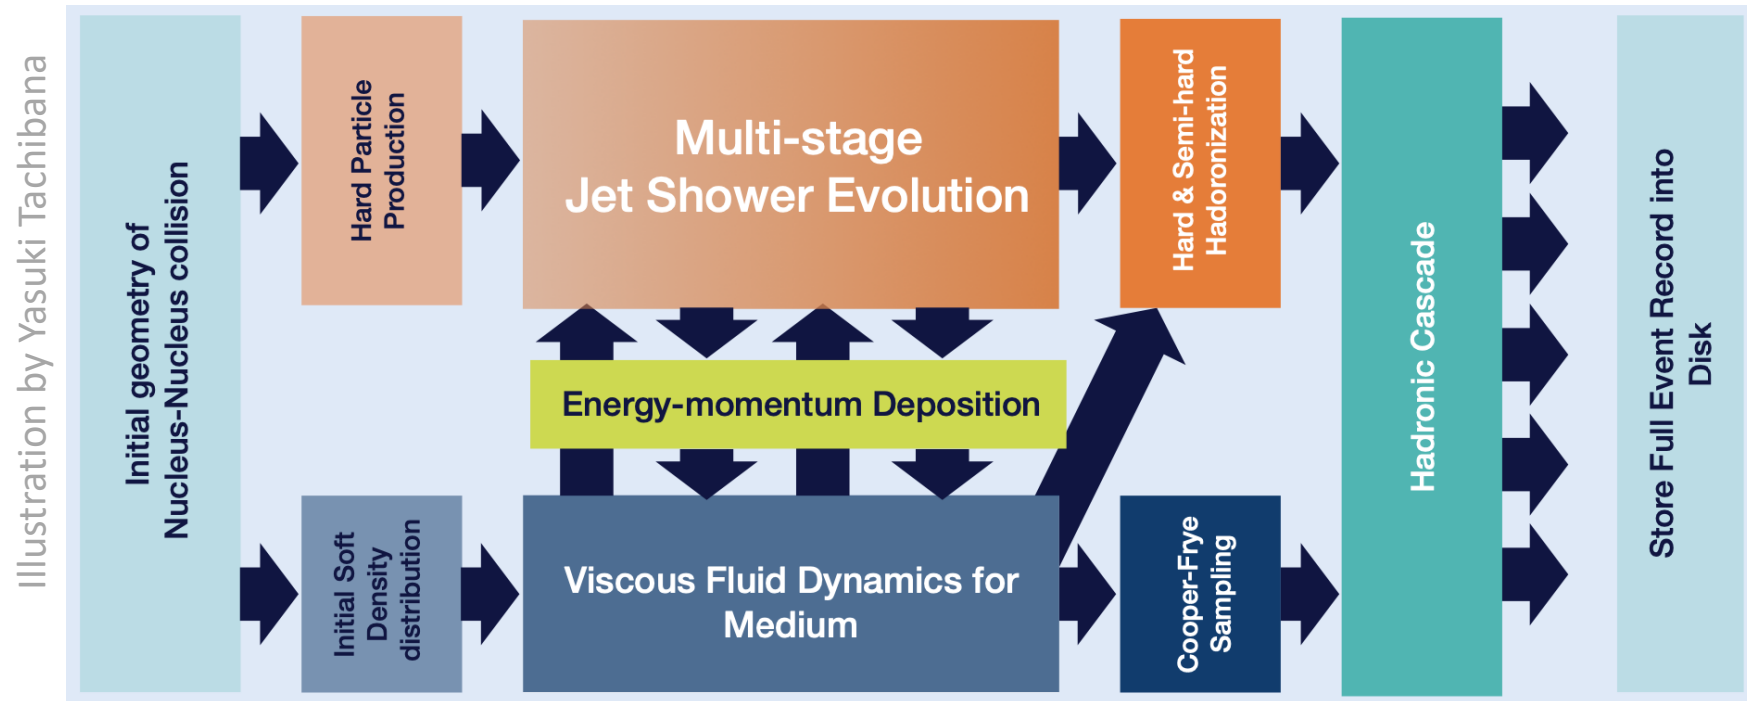 Illustration by Yasuki Tachibana
Initial geometry of
Nucleus-Nucleus collision
Hard Particle
Production
Multi-stage
Jet Shower Evolution
Hard & Semi-hard
Hadoronization
Energy-momentum Deposition
Initial Soft
Density
distribution
Viscous Fluid Dynamics for
Medium
Cooper-Frye
Sampling
Hadronic Cascade
Store Full Event Record into
Disk